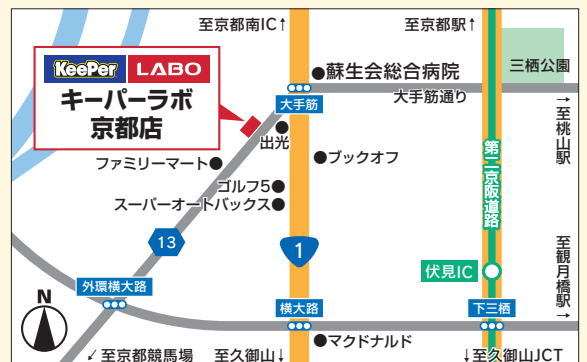 至京都南IC↑
至京都駅↑
KeePer LABO
キーパーラボ
京都店
蘇生会総合病院
三栖公園
大手筋
大手筋通り
→至桃山駅
出光
ファミリーマート
ブックオフ
ゴルフ5
スーパーオートバックス
第二京阪道路
13
1
伏見IC
至観月橋駅→
外環横大路
横大路
下三栖
N
マクドナルド
↙至京都競馬場
至久御山↓
↓至久御山JCT